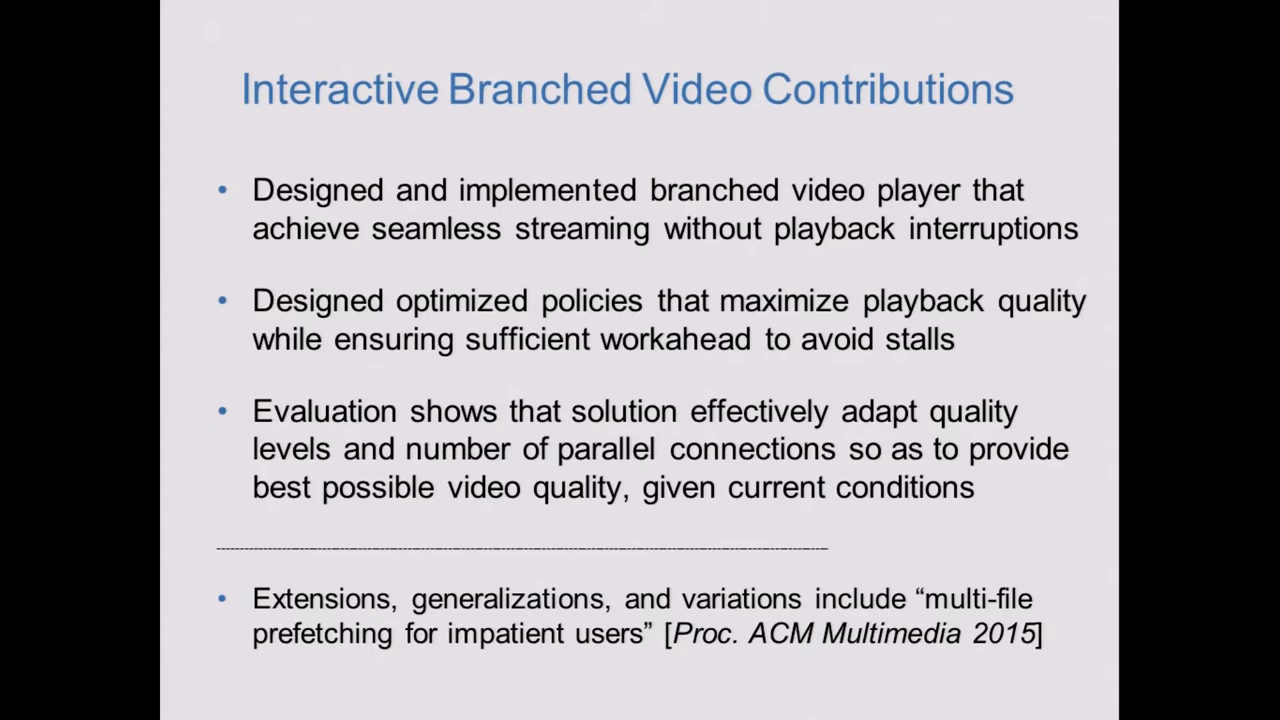 Interactive Branched Video Contributions
• Designed and implemented branched video player that
achieve seamless streaming without playback interruptions
• Designed optimized policies that maximize playback quality
while ensuring sufficient workahead to avoid stalls
• Evaluation shows that solution effectively adapt quality
levels and number of parallel connections so as to provide
best possible video quality, given current conditions
• Extensions, generalizations, and variations include “multi-file
prefetching for impatient users” [Proc. ACM Multimedia 2015]